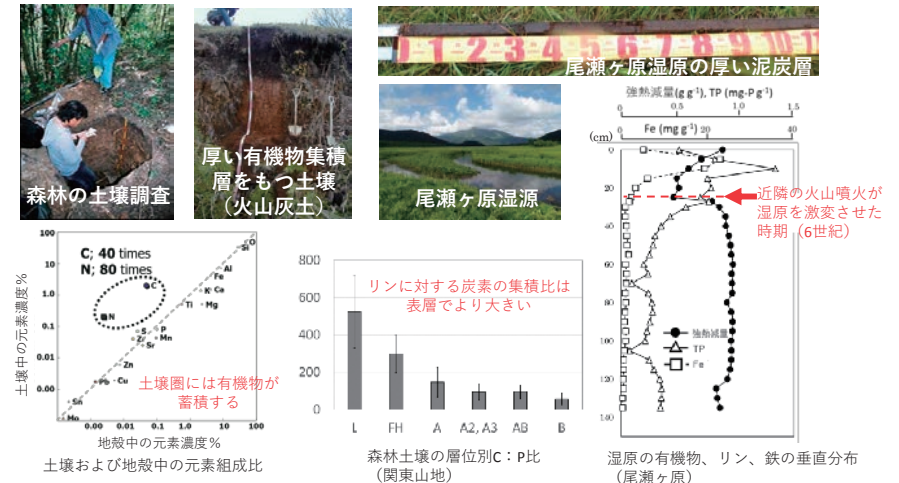 森林の土壌調査
厚い有機物集積
層をもつ土壌
（火山灰土）
1 2 3 4 5 6 7 8 9 10 11
尾瀬ヶ原湿原の厚い泥炭層
尾瀬ヶ原湿源
土壌中の元素濃度%
100
10
1
0.1
0.01
0.00
C; 40 times
N; 80 times
O
Si
Al
Fe
Ca
K
C
Ti
Mg
N
S
P
Zr
Mn
Sr
Zn
Pb
Cu
Sn
Mo
土壌圏には有機物が
蓄積する
0.00 0.01 0.1 1 10 100
地殻中の元素濃度%
土壌および地殻中の元素組成比
800
600
400
200
0
リンに対する炭素の集積比は
表層でより大きい
L FH A A2, A3 AB B
森林土壌の層位別C：P比
（関東山地）
強熱減量(g g⁻¹), TP (mg-P g⁻¹)
0 0.5 1.0 1.5
Fe (mg g⁻¹)
0 20 40
(cm)
0
20
40
60
80
100
120
140
近隣の火山噴火が
湿原を激変させた
時期（6世紀）
強熱減量
TP
Fe
湿原の有機物、リン、鉄の垂直分布
（尾瀬ヶ原）